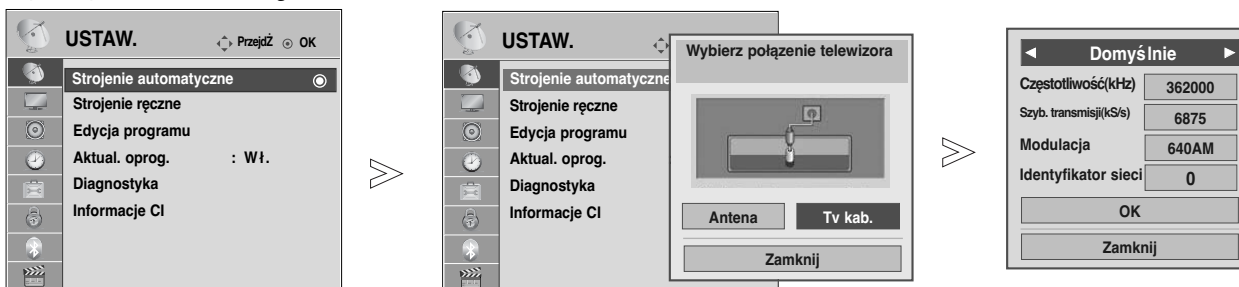 USTAW. PrzejdŹ OK
Strojenie automatyczne
Strojenie ręczne
Edycja programu
Aktual. oprog. : Wł.
Diagnostyka
Informacje CI
USTAW.
Strojenie automatyczne
Strojenie ręczne
Edycja programu
Aktual. oprog.
Diagnostyka
Informacje CI
Wybierz połązenie telewizora
Antena Tv kab.
Zamknij
Domyślnie
Częstotliwość(kHz) 362000
Szyb. transmisji(kS/s) 6875
Modulacja 640AM
Identyfikator sieci 0
OK
Zamknij